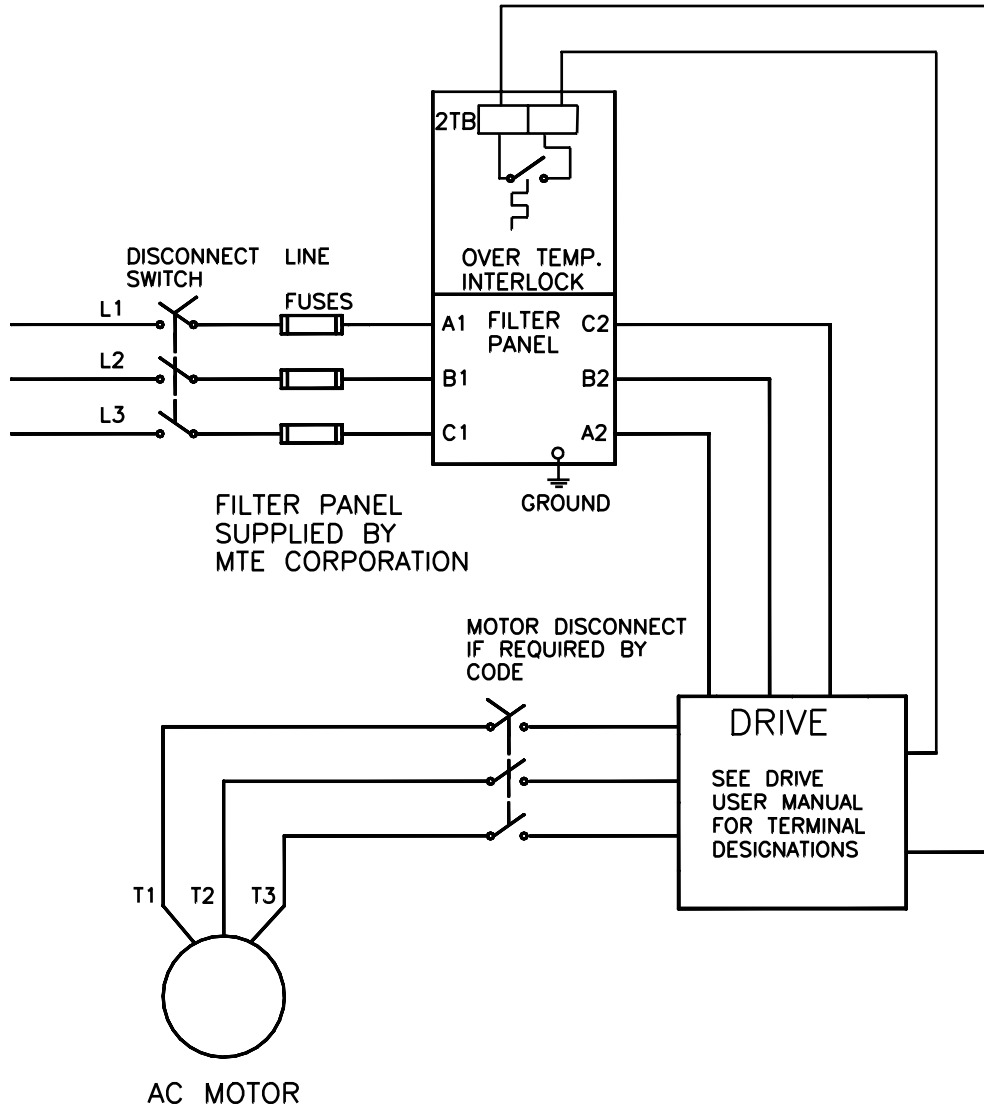 2TB
OVER TEMP.
INTERLOCK
DISCONNECT
SWITCH
LINE
FUSES
L1
L2
L3
A1
B1
C1
FILTER
PANEL
C2
B2
A2
GROUND
FILTER PANEL
SUPPLIED BY
MTE CORPORATION
MOTOR DISCONNECT
IF REQUIRED BY
CODE
DRIVE
SEE DRIVE
USER MANUAL
FOR TERMINAL
DESIGNATIONS
T1
T2
T3
AC MOTOR